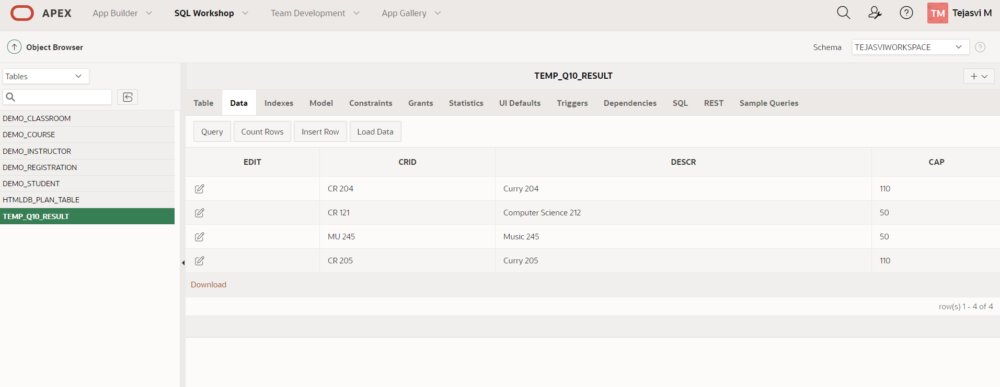 APEX App Builder SQL Workshop Team Development App Gallery TM Tejasvi M
Object Browser Schema TEJASVIWORKSPACE
Tables
TEMP_Q10_RESULT
Table Data Indexes Model Constraints Grants Statistics UI Defaults Triggers Dependencies SQL REST Sample Queries
DEMO_CLASSROOM
DEMO_COURSE
DEMO_INSTRUCTOR
DEMO_REGISTRATION
DEMO_STUDENT
HTMLDB_PLAN_TABLE
TEMP_Q10_RESULT
Query Count Rows Insert Row Load Data
EDIT CRID DESCR CAP
CR 204 Curry 204 110
CR 121 Computer Science 212 50
MU 245 Music 245 50
CR 205 Curry 205 110
Download
row(s) 1 - 4 of 4